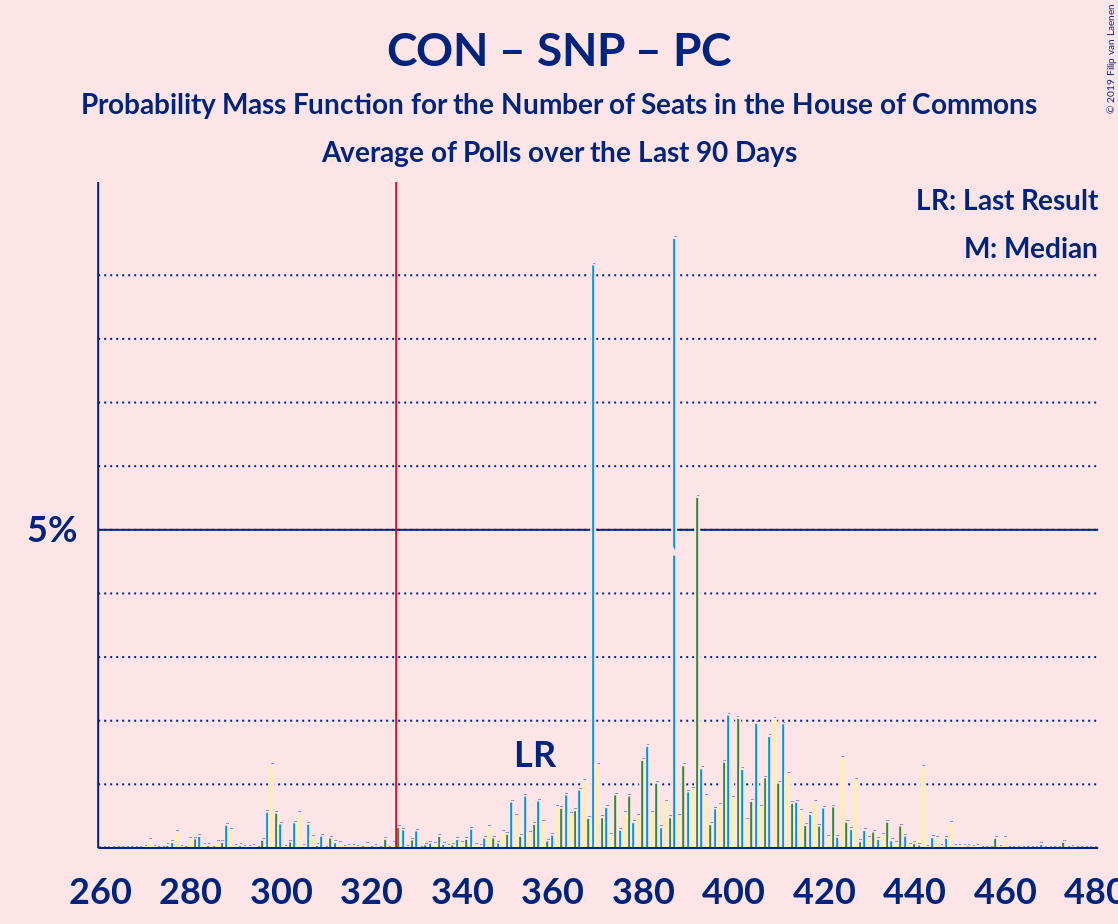 CON – SNP – PC
Probability Mass Function for the Number of Seats in the House of Commons
Average of Polls over the Last 90 Days
© 2019 Filip van Laenen
LR: Last Result
M: Median
5%
LR
260 280 300 320 340 360 380 400 420 440 460 480